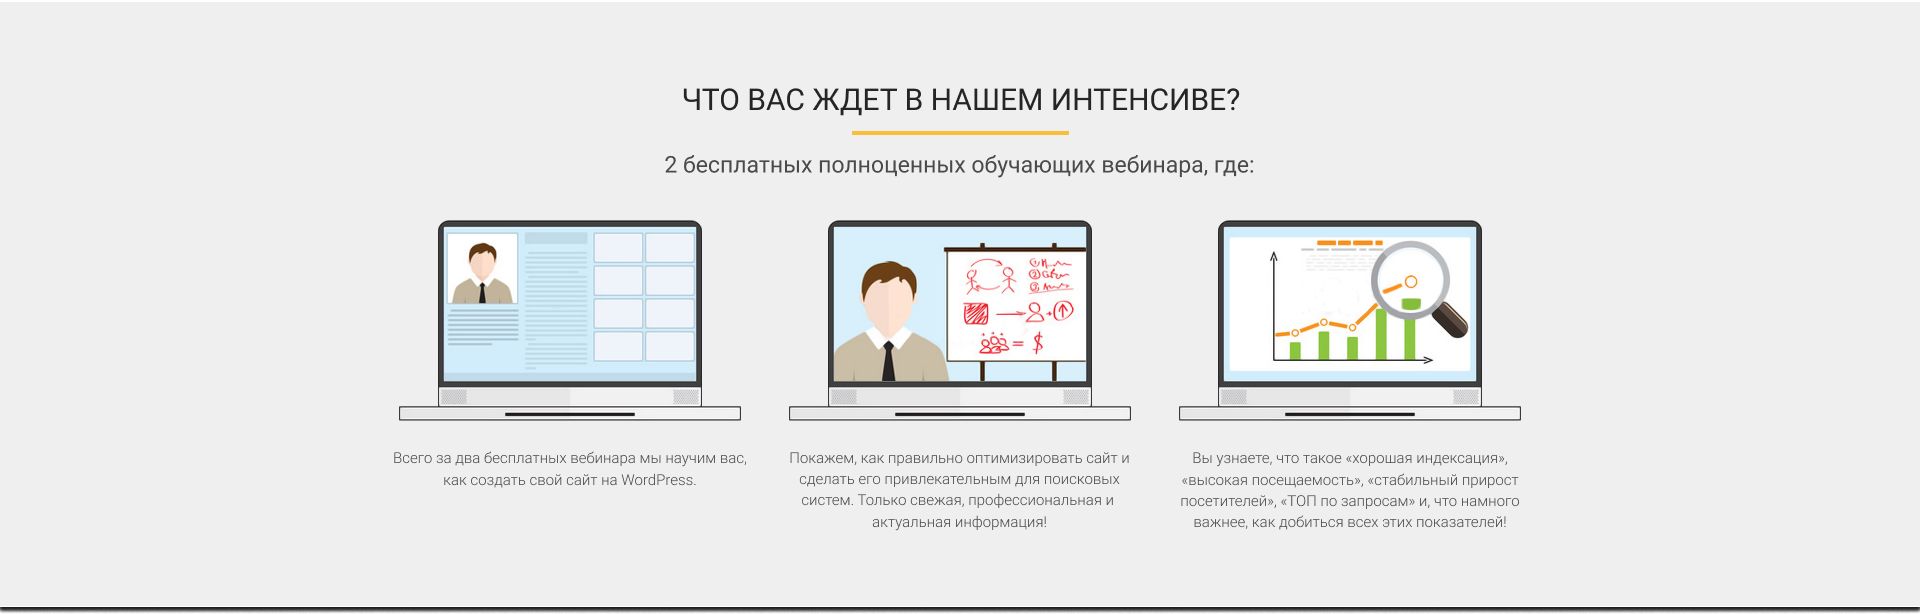 ЧТО ВАС ЖДЕТ В НАШЕМ ИНТЕНСИВЕ?
2 бесплатных полноценных обучающих вебинара, где:
Всего за два бесплатных вебинара мы научим вас,
как создать свой сайт на WordPress.
Покажем, как правильно оптимизировать сайт и
сделать его привлекательным для поисковых
систем. Только свежая, профессиональная и
актуальная информация!
Вы узнаете, что такое «хорошая индексация»,
«высокая посещаемость», «стабильный прирост
посетителей», «ТОП по запросам» и, что намного
важнее, как добиться всех этих показателей!